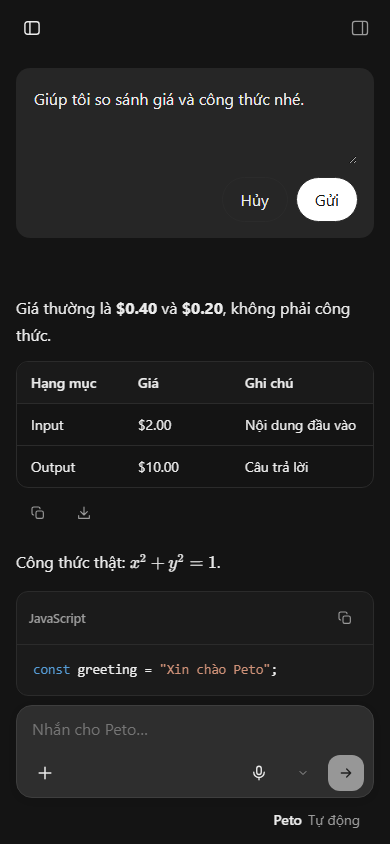 Giúp tôi so sánh giá và công thức nhé.
Hủy
Gửi
Giá thường là $0.40 và $0.20, không phải công
thức.
Hạng mục Giá Ghi chú
Input $2.00 Nội dung đầu vào
Output $10.00 Câu trả lời
Công thức thật: x² + y² = 1.
JavaScript
const greeting = "Xin chào Peto";
Nhắn cho Peto...
Peto Tự động